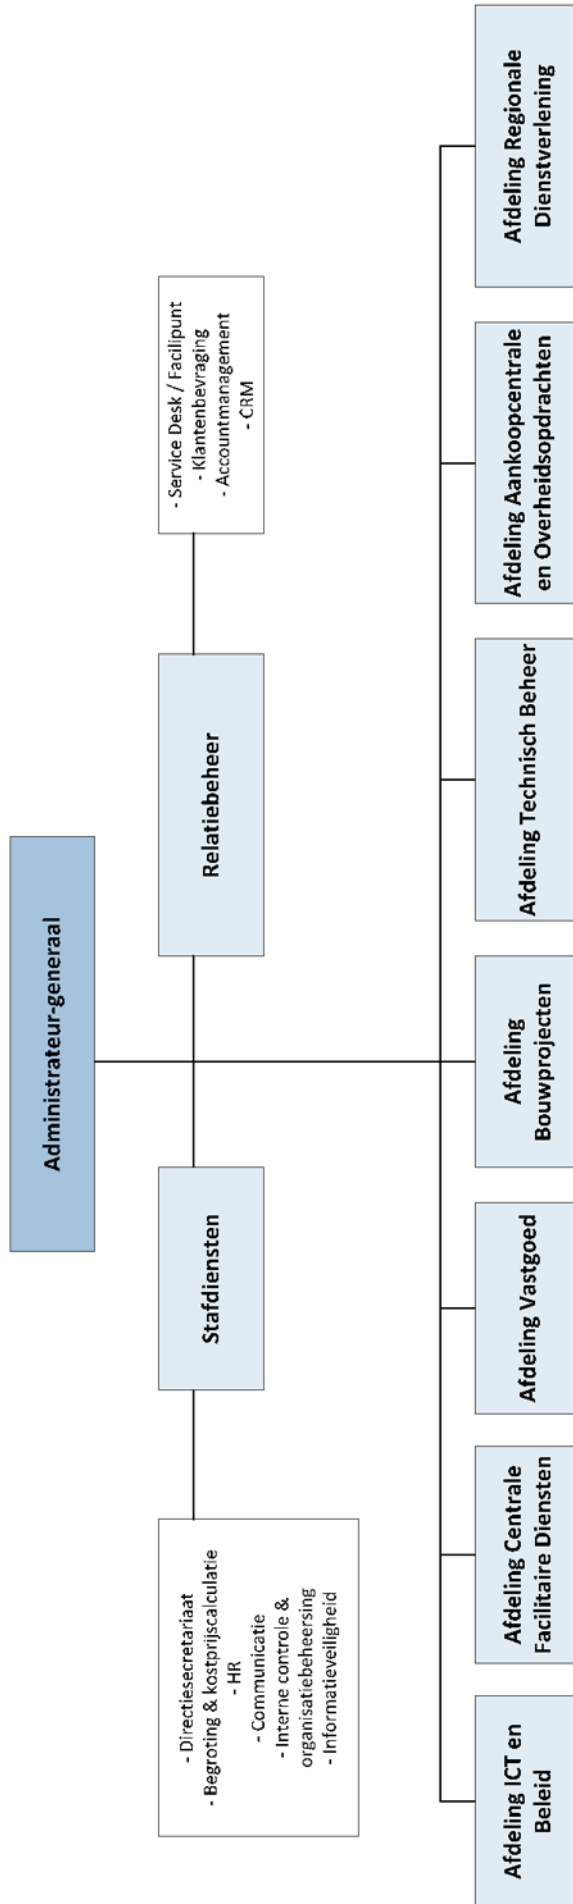 Administrateur-generaal
Stafdiensten
Relatiebeheer
- Directiesecretariaat
- Begroting & kostprijscalculatie
- HR
- Communicatie
- Interne controle &
organisatiebeheersing
- Informatieveiligheid
- Service Desk / Facilipunt
- Klantenbevraging
- Accountmanagement
- CRM
Afdeling ICT en
Beleid
Afdeling Centrale
Facilitaire Diensten
Afdeling Vastgoed
Afdeling
Bouwprojecten
Afdeling Technisch Beheer
Afdeling Aankoopcentrale
en Overheidsopdrachten
Afdeling Regionale
Dienstverlening